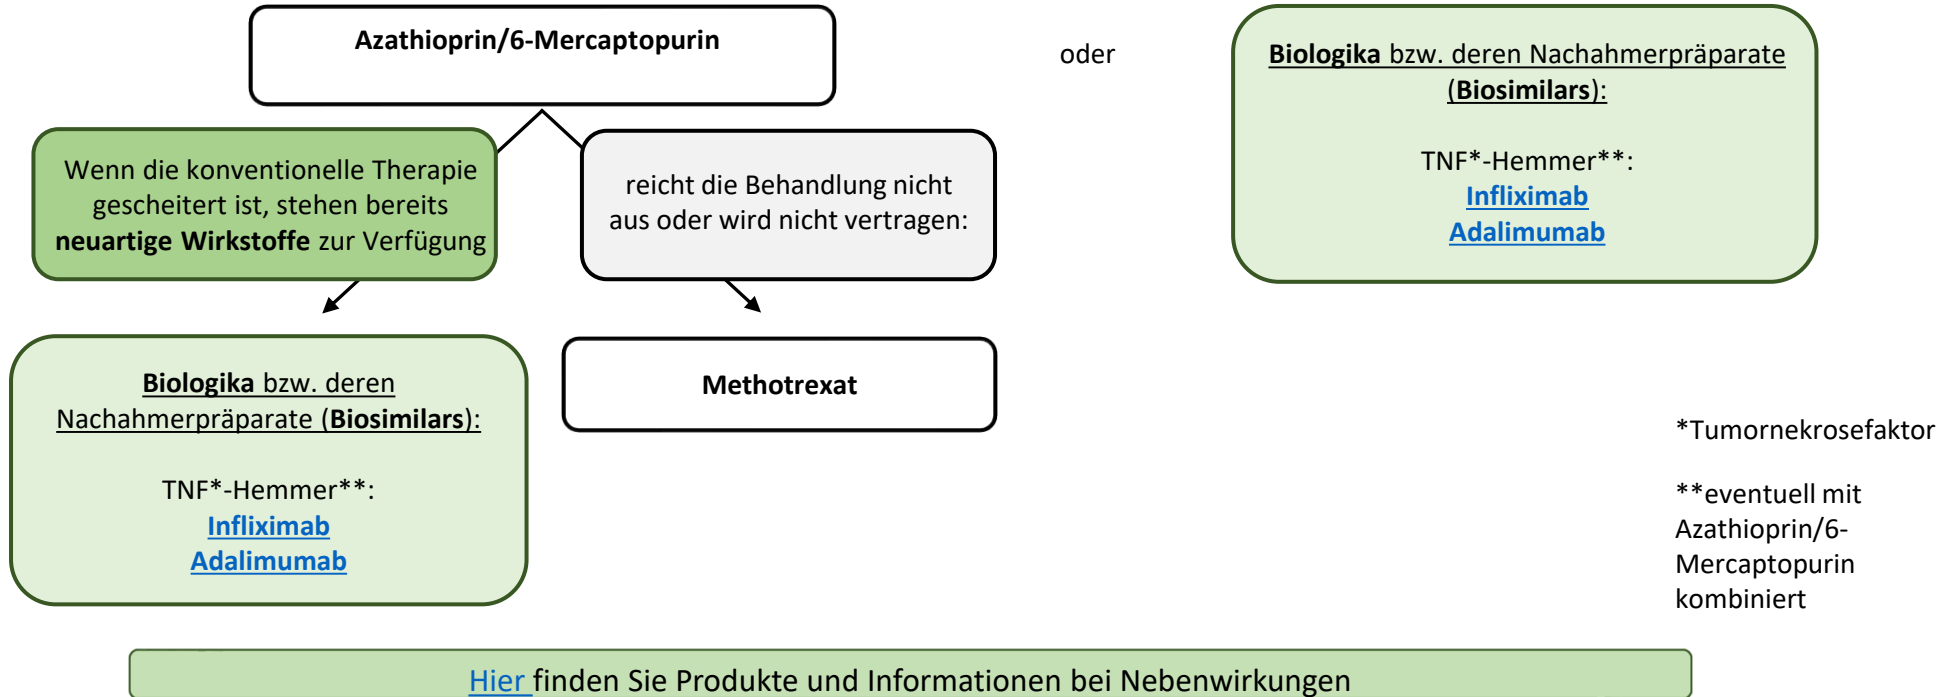 Azathioprin/6-Mercaptopurin
oder
Biologika bzw. deren Nachahmerpräparate
(Biosimilars):
TNF*-Hemmer**:
Infliximab
Adalimumab
Wenn die konventionelle Therapie
gescheitert ist, stehen bereits
neuartige Wirkstoffe zur Verfügung
reicht die Behandlung nicht
aus oder wird nicht vertragen:
Biologika bzw. deren
Nachahmerpräparate (Biosimilars):
TNF*-Hemmer**:
Infliximab
Adalimumab
Methotrexat
*Tumornekrosefaktor
**eventuell mit
Azathioprin/6-
Mercaptopurin
kombiniert
Hier finden Sie Produkte und Informationen bei Nebenwirkungen